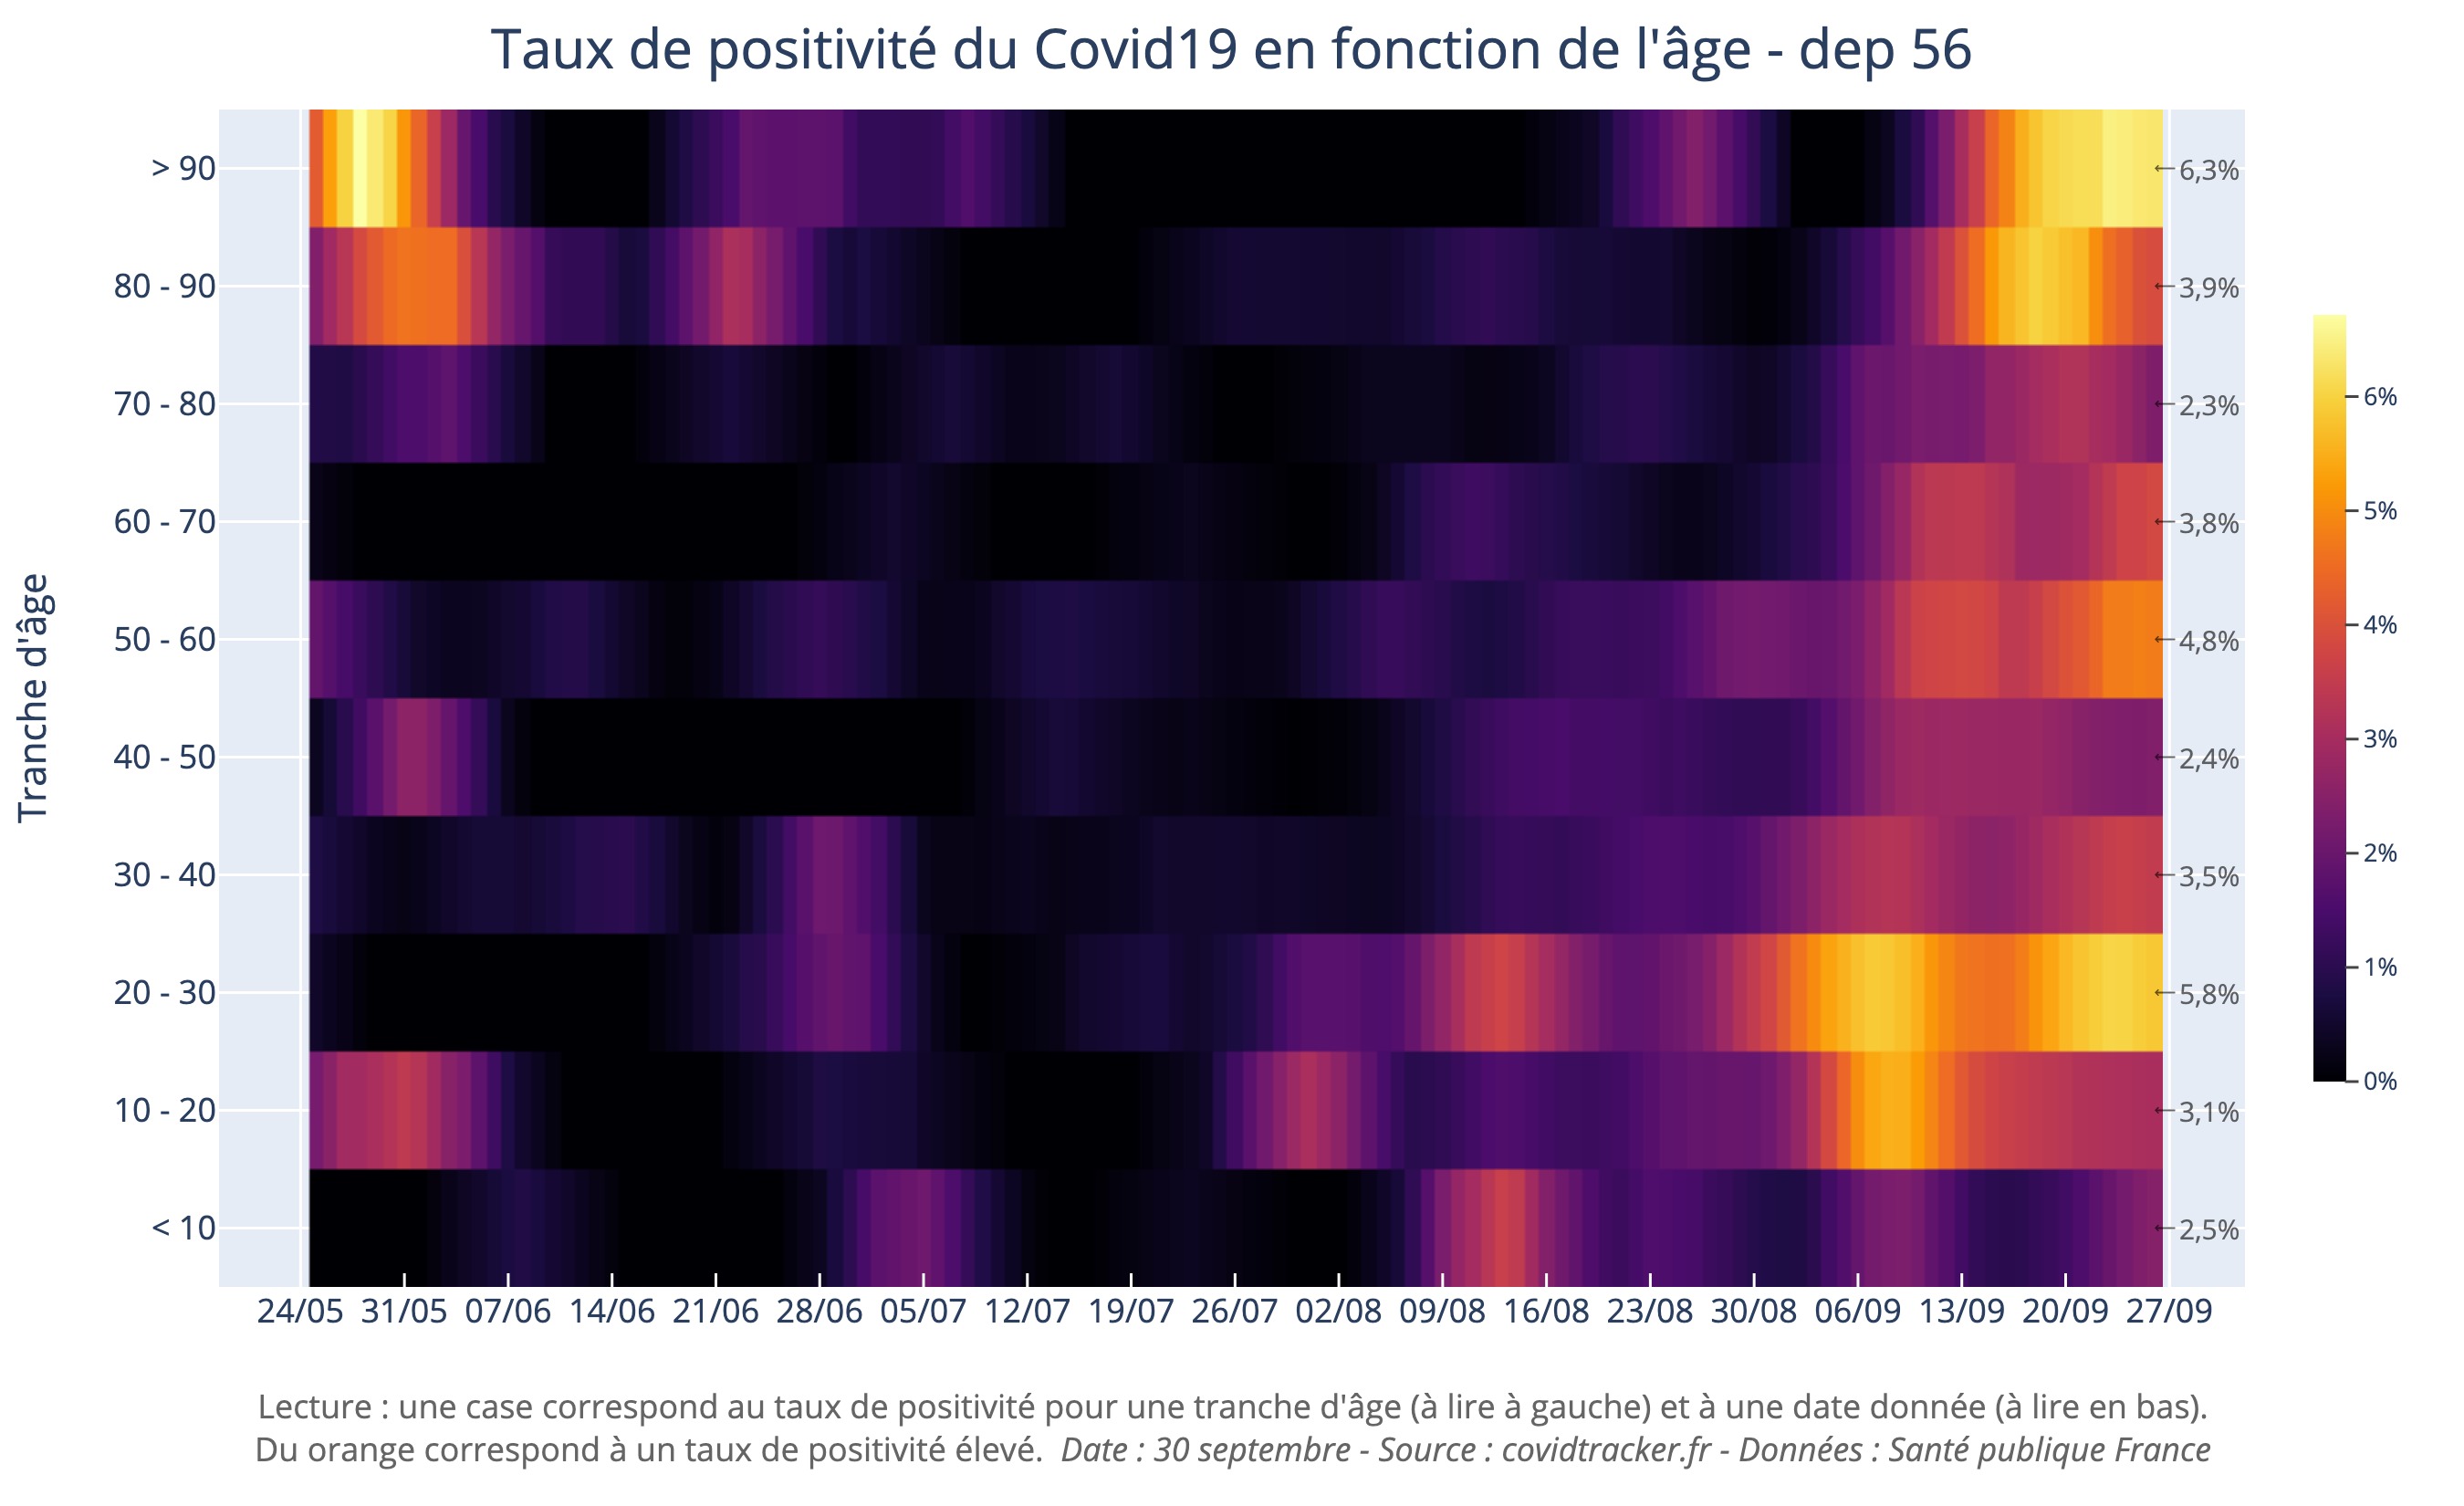 Taux de positivité du Covid19 en fonction de l'âge - dep 56
Tranche d'âge
> 90
80 - 90
70 - 80
60 - 70
50 - 60
40 - 50
30 - 40
20 - 30
10 - 20
< 10
6,3%
3,9%
2,3%
3,8%
4,8%
2,4%
3,5%
5,8%
3,1%
2,5%
6%
5%
4%
3%
2%
1%
0%
24/05 31/05 07/06 14/06 21/06 28/06 05/07 12/07 19/07 26/07 02/08 09/08 16/08 23/08 30/08 06/09 13/09 20/09 27/09
Lecture : une case correspond au taux de positivité pour une tranche d'âge (à lire à gauche) et à une date donnée (à lire en bas).
Du orange correspond à un taux de positivité élevé. Date : 30 septembre - Source : covidtracker.fr - Données : Santé publique France